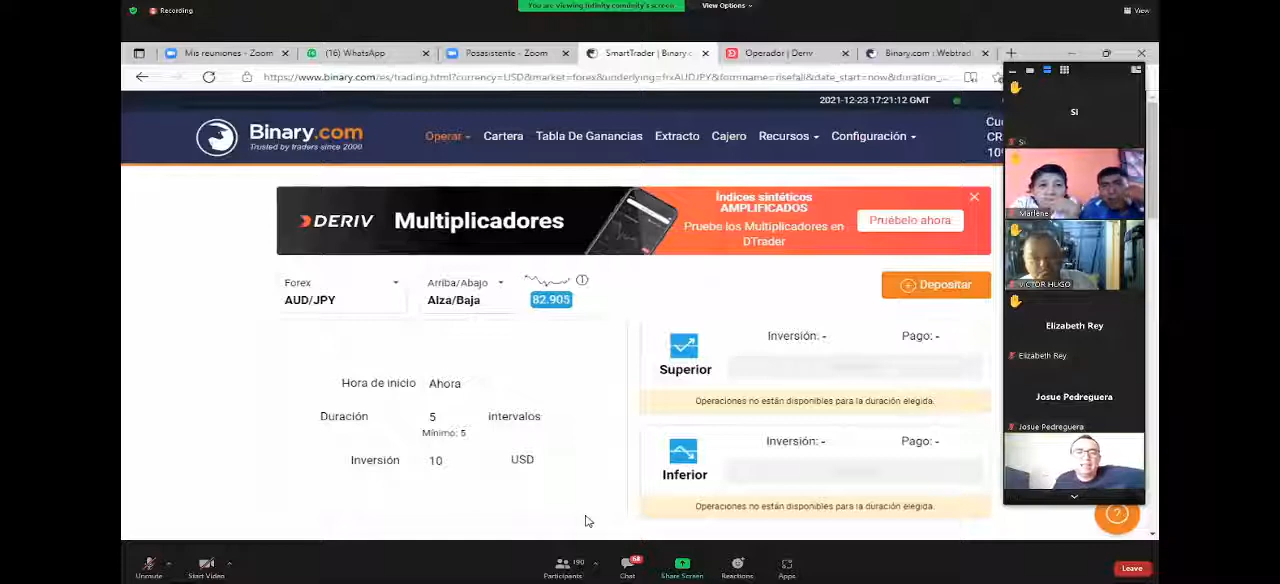 Recording
You are viewing Infinity cominity's screen
View Options
View
Mis reuniones - Zoom
(16) WhatsApp
Posasistente - Zoom
SmartTrader | Binary.c
Operador | Deriv
Binary.com : Webtrad
https://www.binary.com/es/trading.html?currency=USD&market=forex&underlying=frxAUDJPY&formname=risefall&date_start=now&duration_...
2021-12-23 17:21:12 GMT
Binary.com
Trusted by traders since 2000
Operar
Cartera
Tabla De Ganancias
Extracto
Cajero
Recursos
Configuración
Cue
CR
109
DERIV
Multiplicadores
Índices sintéticos
AMPLIFICADOS
Pruebe los Multiplicadores en
DTrader
Pruébelo ahora
Forex
AUD/JPY
Arriba/Abajo
Alza/Baja
82.905
Depositar
Hora de inicio Ahora
Duración 5 intervalos
Mínimo: 5
Inversión 10 USD
Superior
Inversión: -
Pago: -
Operaciones no están disponibles para la duración elegida.
Inferior
Inversión: -
Pago: -
Operaciones no están disponibles para la duración elegida.
Si
Si
Marlene
VICTOR HUGO
Elizabeth Rey
Elizabeth Rey
Josue Pedreguera
Josue Pedreguera
Unmute
Start Video
190
Participants
68
Chat
Share Screen
Reactions
Apps
Leave